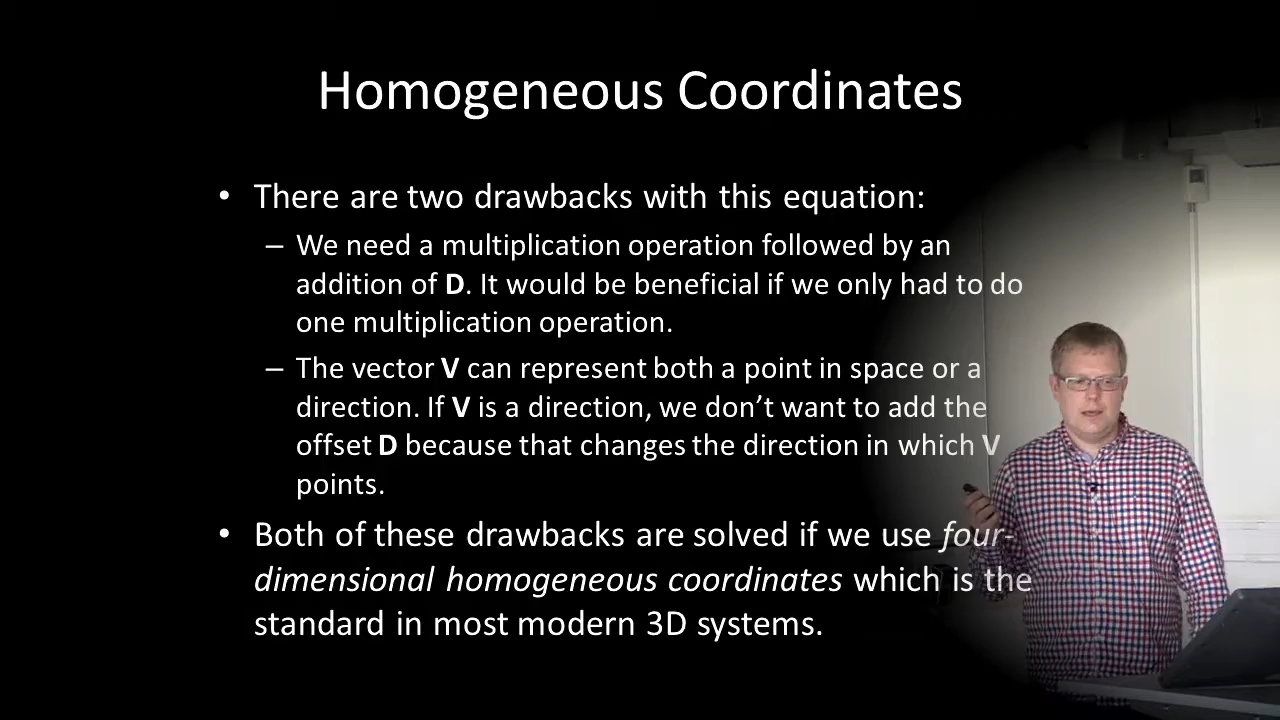 Homogeneous Coordinates
• There are two drawbacks with this equation:
– We need a multiplication operation followed by an
addition of D. It would be beneficial if we only had to do
one multiplication operation.
– The vector V can represent both a point in space or a
direction. If V is a direction, we don’t want to add the
offset D because that changes the direction in which V
points.
• Both of these drawbacks are solved if we use four-
dimensional homogeneous coordinates which is the
standard in most modern 3D systems.